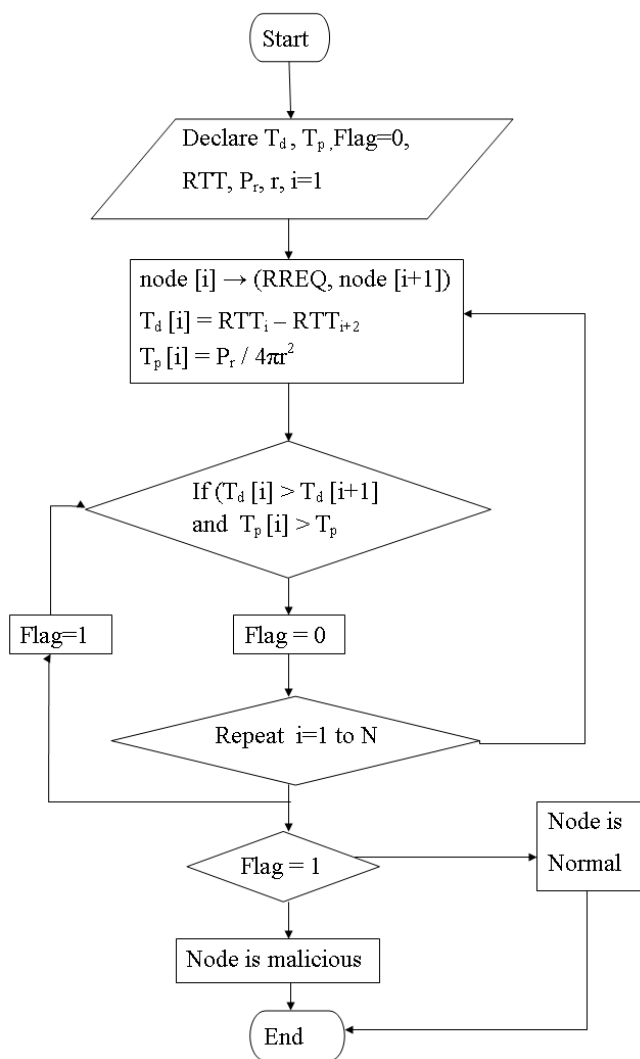 Start
Declare T_d , T_p ,Flag=0,
RTT, P_r, r, i=1
node [i] → (RREQ, node [i+1])
T_d [i] = RTT_i – RTT_{i+2}
T_p [i] = P_r / 4πr²
If (T_d [i] > T_d [i+1]
and T_p [i] > T_p
Flag=1
Flag = 0
Repeat i=1 to N
Flag = 1
Node is
Normal
Node is malicious
End